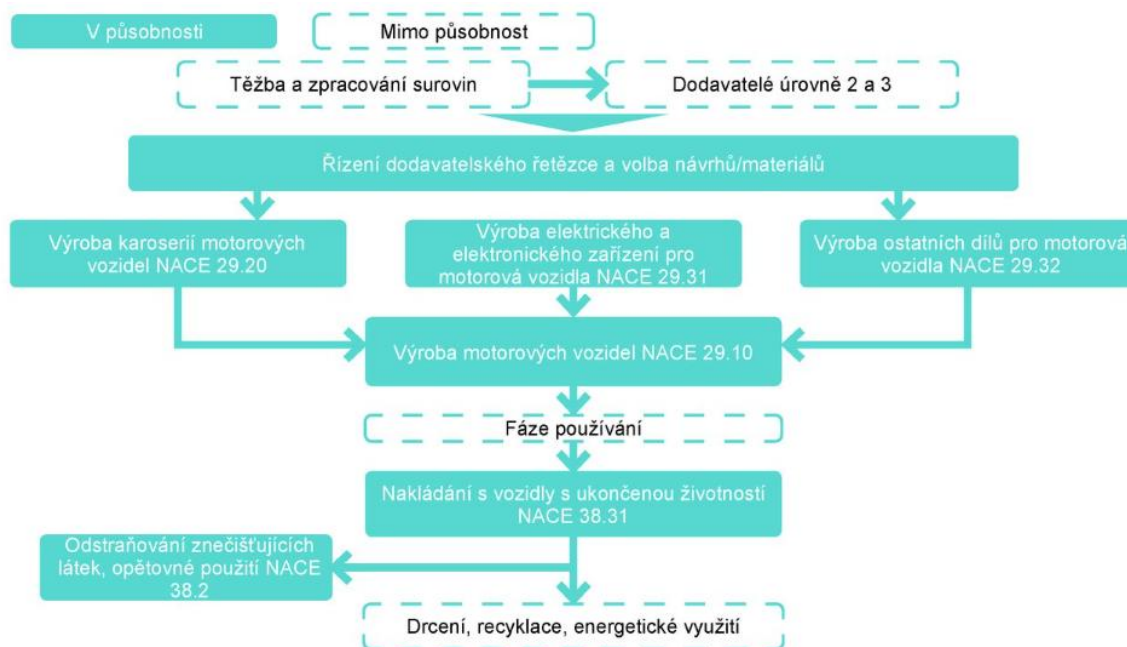 V působnosti
Mimo působnost
Těžba a zpracování surovin
Dodavatelé úrovně 2 a 3
Řízení dodavatelského řetězce a volba návrhů/materiálů
Výroba karoserií motorových
vozidel NACE 29.20
Výroba elektrického a
elektronického zařízení pro
motorová vozidla NACE 29.31
Výroba ostatních dílů pro motorová
vozidla NACE 29.32
Výroba motorových vozidel NACE 29.10
Fáze používání
Nakládání s vozidly s ukončenou životností
NACE 38.31
Odstraňování znečišťujících
látek, opětovné použití NACE
38.2
Drcení, recyklace, energetické využití